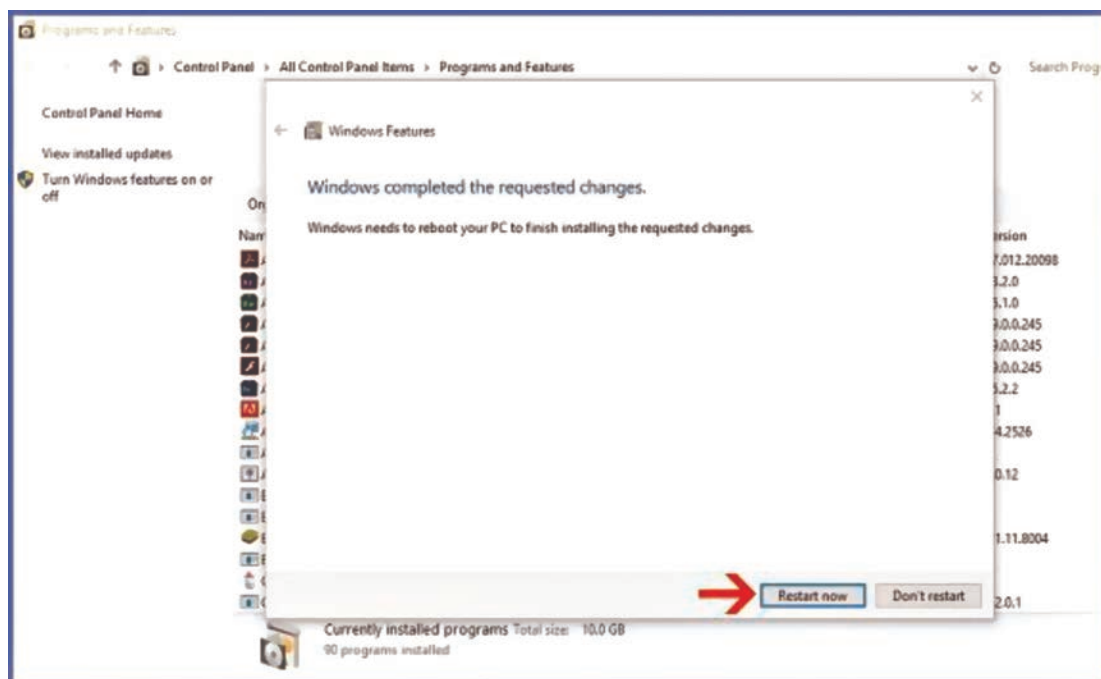 Programs and Features
Control Panel > All Control Panel Items > Programs and Features
Search Prog
Control Panel Home
View installed updates
Turn Windows features on or
off
Windows Features
Windows completed the requested changes.
Windows needs to reboot your PC to finish installing the requested changes.
Or
Nam
ersion
7.012.20098
3.2.0
5.1.0
9.0.0.245
9.0.0.245
9.0.0.245
5.2.2
1
4.2526
0.12
1.11.8004
2.0.1
Restart now
Don't restart
Currently installed programs Total size: 10.0 GB
90 programs installed